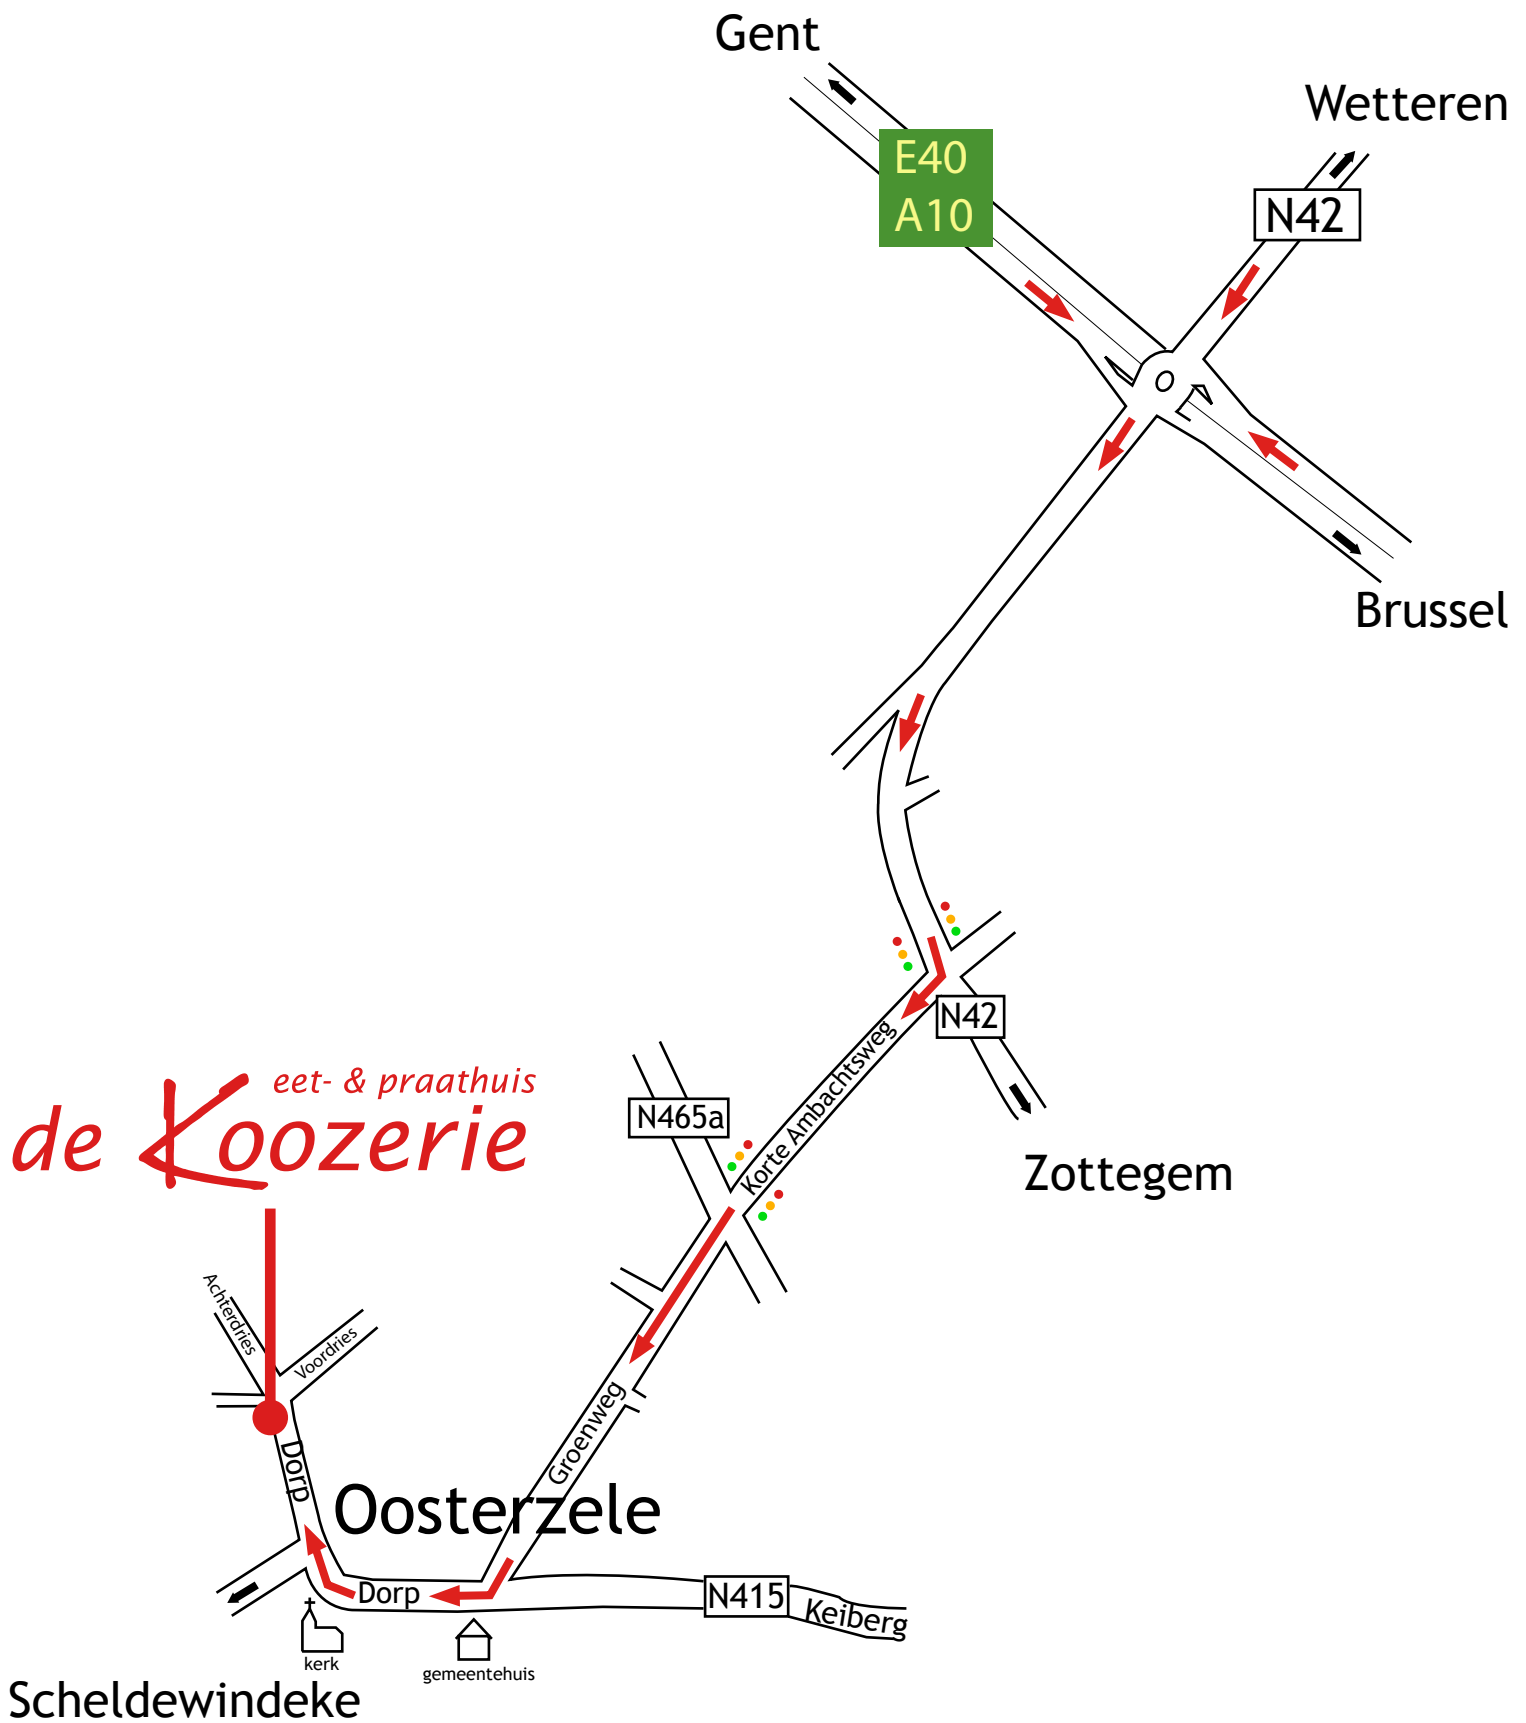 Gent
Wetteren
E40
A10
N42
Brussel
N42
Korte Ambachtsweg
N465a
Zottegem
eet- & praathuis
de Koozerie
Achterdries
Voordries
Groenweg
Dorp
Oosterzele
Dorp
N415
Keiberg
kerk
gemeentehuis
Scheldewindeke